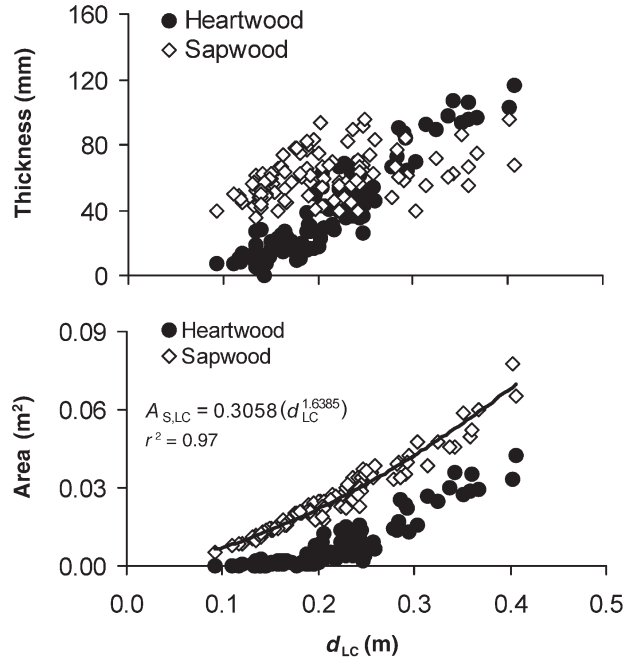 160
120
80
40
0
Thickness (mm)
Heartwood
Sapwood
0.09
0.06
0.03
0.00
Area (m²)
Heartwood
Sapwood
A S,LC = 0.3058 (d LC 1.6385)
r² = 0.97
0.0 0.1 0.2 0.3 0.4 0.5
d LC (m)